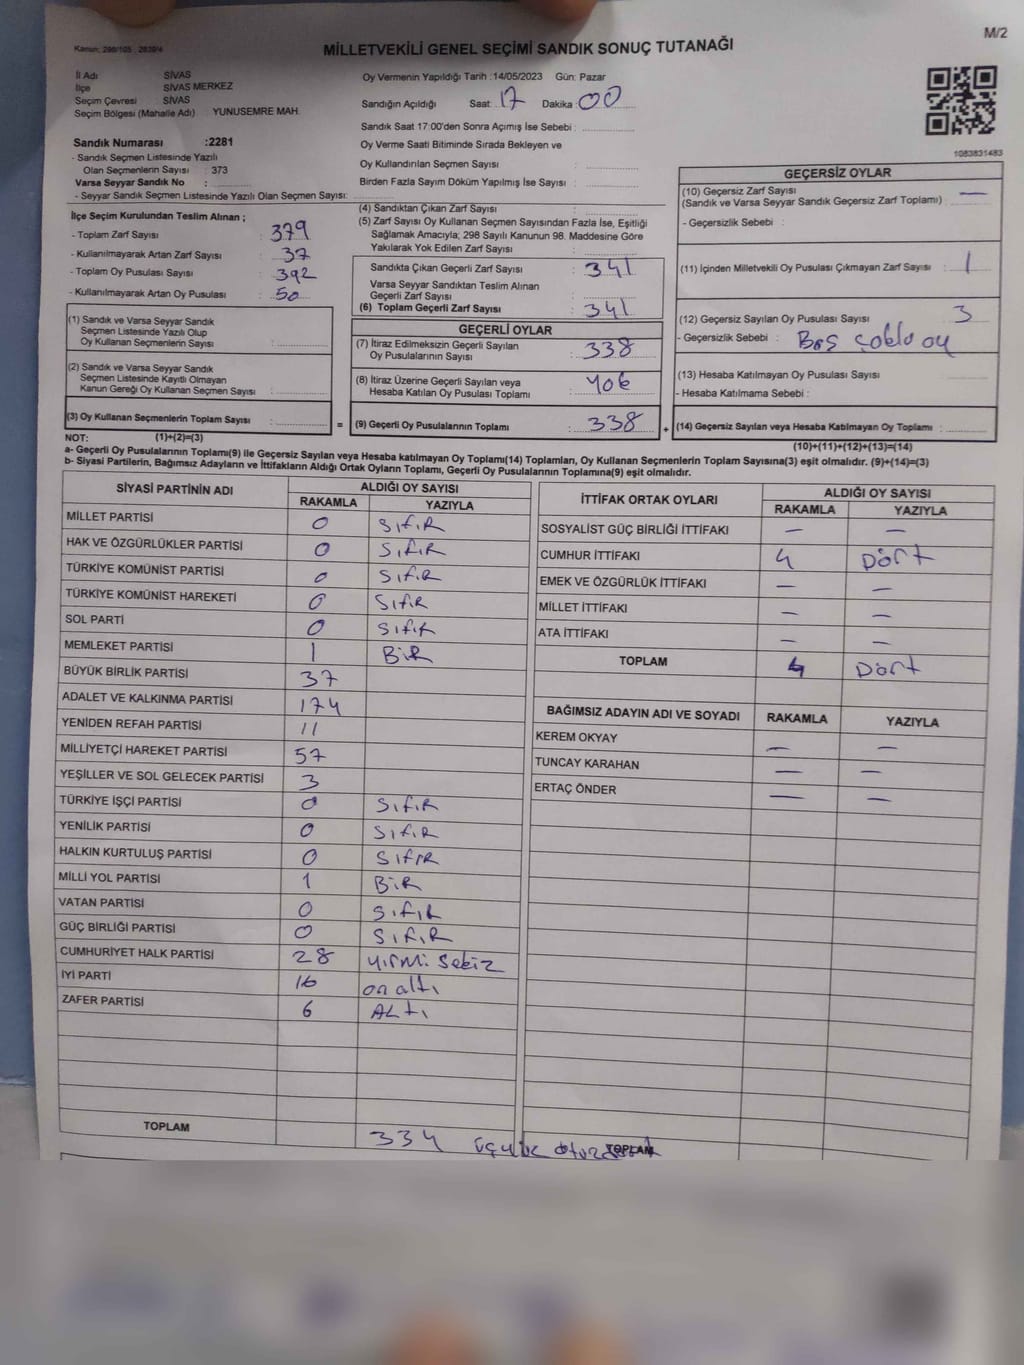 M/2
Kanun: 298/105 , 2839/4
MİLLETVEKİLİ GENEL SEÇİMİ SANDIK SONUÇ TUTANAĞI
İl Adı SİVAS
İlçe SİVAS MERKEZ
Seçim Çevresi SİVAS
Seçim Bölgesi (Mahalle Adı) YUNUSEMRE MAH.
Sandık Numarası :2281
- Sandık Seçmen Listesinde Yazılı
Olan Seçmenlerin Sayısı : 373
Varsa Seyyar Sandık No :
- Seyyar Sandık Seçmen Listesinde Yazılı Olan Seçmen Sayısı:
İlçe Seçim Kurulundan Teslim Alınan ;
- Toplam Zarf Sayısı : 379
- Kullanılmayarak Artan Zarf Sayısı : 37
- Toplam Oy Pusulası Sayısı : 392
- Kullanılmayarak Artan Oy Pusulası : 50
(1) Sandık ve Varsa Seyyar Sandık
Seçmen Listesinde Yazılı Olup
Oy Kullanan Seçmenlerin Sayısı :
(2) Sandık ve Varsa Seyyar Sandık
Seçmen Listesinde Kayıtlı Olmayan
Kanun Gereği Oy Kullanan Seçmen Sayısı :
(3) Oy Kullanan Seçmenlerin Toplam Sayısı : =
Oy Vermenin Yapıldığı Tarih :14/05/2023 Gün: Pazar
Sandığın Açıldığı Saat: 17 Dakika : 00
Sandık Saat 17:00'den Sonra Açımış İse Sebebi :
Oy Verme Saati Bitiminde Sırada Bekleyen ve
Oy Kullandırılan Seçmen Sayısı :
Birden Fazla Sayım Döküm Yapılmış İse Sayısı :
(4) Sandıktan Çıkan Zarf Sayısı :
(5) Zarf Sayısı Oy Kullanan Seçmen Sayısından Fazla İse, Eşitliği
Sağlamak Amacıyla; 298 Sayılı Kanunun 98. Maddesine Göre
Yakılarak Yok Edilen Zarf Sayısı :
Sandıkta Çıkan Geçerli Zarf Sayısı : 341
Varsa Seyyar Sandıktan Teslim Alınan
Geçerli Zarf Sayısı :
(6) Toplam Geçerli Zarf Sayısı : 341
GEÇERLİ OYLAR
(7) İtiraz Edilmeksizin Geçerli Sayılan
Oy Pusulalarının Sayısı : 338
(8) İtiraz Üzerine Geçerli Sayılan veya
Hesaba Katılan Oy Pusulası Toplamı : Yok
(9) Geçerli Oy Pusulalarının Toplamı : 338 +
1083831483
GEÇERSİZ OYLAR
(10) Geçersiz Zarf Sayısı —
(Sandık ve Varsa Seyyar Sandık Geçersiz Zarf Toplamı) :
- Geçersizlik Sebebi :
(11) İçinden Milletvekili Oy Pusulası Çıkmayan Zarf Sayısı : 1
(12) Geçersiz Sayılan Oy Pusulası Sayısı : 3
- Geçersizlik Sebebi : Boş çoklu oy
(13) Hesaba Katılmayan Oy Pusulası Sayısı
- Hesaba Katılmama Sebebi :
(14) Geçersiz Sayılan veya Hesaba Katılmayan Oy Toplamı :
NOT: (1)+(2)=(3) (10)+(11)+(12)+(13)=(14)
a- Geçerli Oy Pusulalarının Toplamı(9) ile Geçersiz Sayılan veya Hesaba katılmayan Oy Toplamı(14) Toplamları, Oy Kullanan Seçmenlerin Toplam Sayısına(3) eşit olmalıdır. (9)+(14)=(3)
b- Siyasi Partilerin, Bağımsız Adayların ve İttifakların Aldığı Ortak Oyların Toplamı, Geçerli Oy Pusulalarının Toplamına(9) eşit olmalıdır.
SİYASİ PARTİNİN ADI ALDIĞI OY SAYISI
RAKAMLA YAZIYLA
MİLLET PARTİSİ 0 Sıfır
HAK VE ÖZGÜRLÜKLER PARTİSİ 0 Sıfır
TÜRKİYE KOMÜNİST PARTİSİ 0 Sıfır
TÜRKİYE KOMÜNİST HAREKETİ 0 Sıfır
SOL PARTİ 0 Sıfır
MEMLEKET PARTİSİ 1 Bir
BÜYÜK BİRLİK PARTİSİ 37
ADALET VE KALKINMA PARTİSİ 174
YENİDEN REFAH PARTİSİ 11
MİLLİYETÇİ HAREKET PARTİSİ 57
YEŞİLLER VE SOL GELECEK PARTİSİ 3
TÜRKİYE İŞÇİ PARTİSİ 0 Sıfır
YENİLİK PARTİSİ 0 Sıfır
HALKIN KURTULUŞ PARTİSİ 0 Sıfır
MİLLİ YOL PARTİSİ 1 Bir
VATAN PARTİSİ 0 Sıfır
GÜÇ BİRLİĞİ PARTİSİ 0 Sıfır
CUMHURİYET HALK PARTİSİ 28 yirmi sekiz
İYİ PARTİ 16 on altı
ZAFER PARTİSİ 6 ALtı
TOPLAM 334 üçyüz
İTTİFAK ORTAK OYLARI ALDIĞI OY SAYISI
RAKAMLA YAZIYLA
SOSYALİST GÜÇ BİRLİĞİ İTTİFAKI — —
CUMHUR İTTİFAKI 4 Dört
EMEK VE ÖZGÜRLÜK İTTİFAKI — —
MİLLET İTTİFAKI — —
ATA İTTİFAKI — —
TOPLAM 4 Dört
BAĞIMSIZ ADAYIN ADI VE SOYADI RAKAMLA YAZIYLA
KEREM OKYAY — —
TUNCAY KARAHAN — —
ERTAÇ ÖNDER — —
TOPLAM